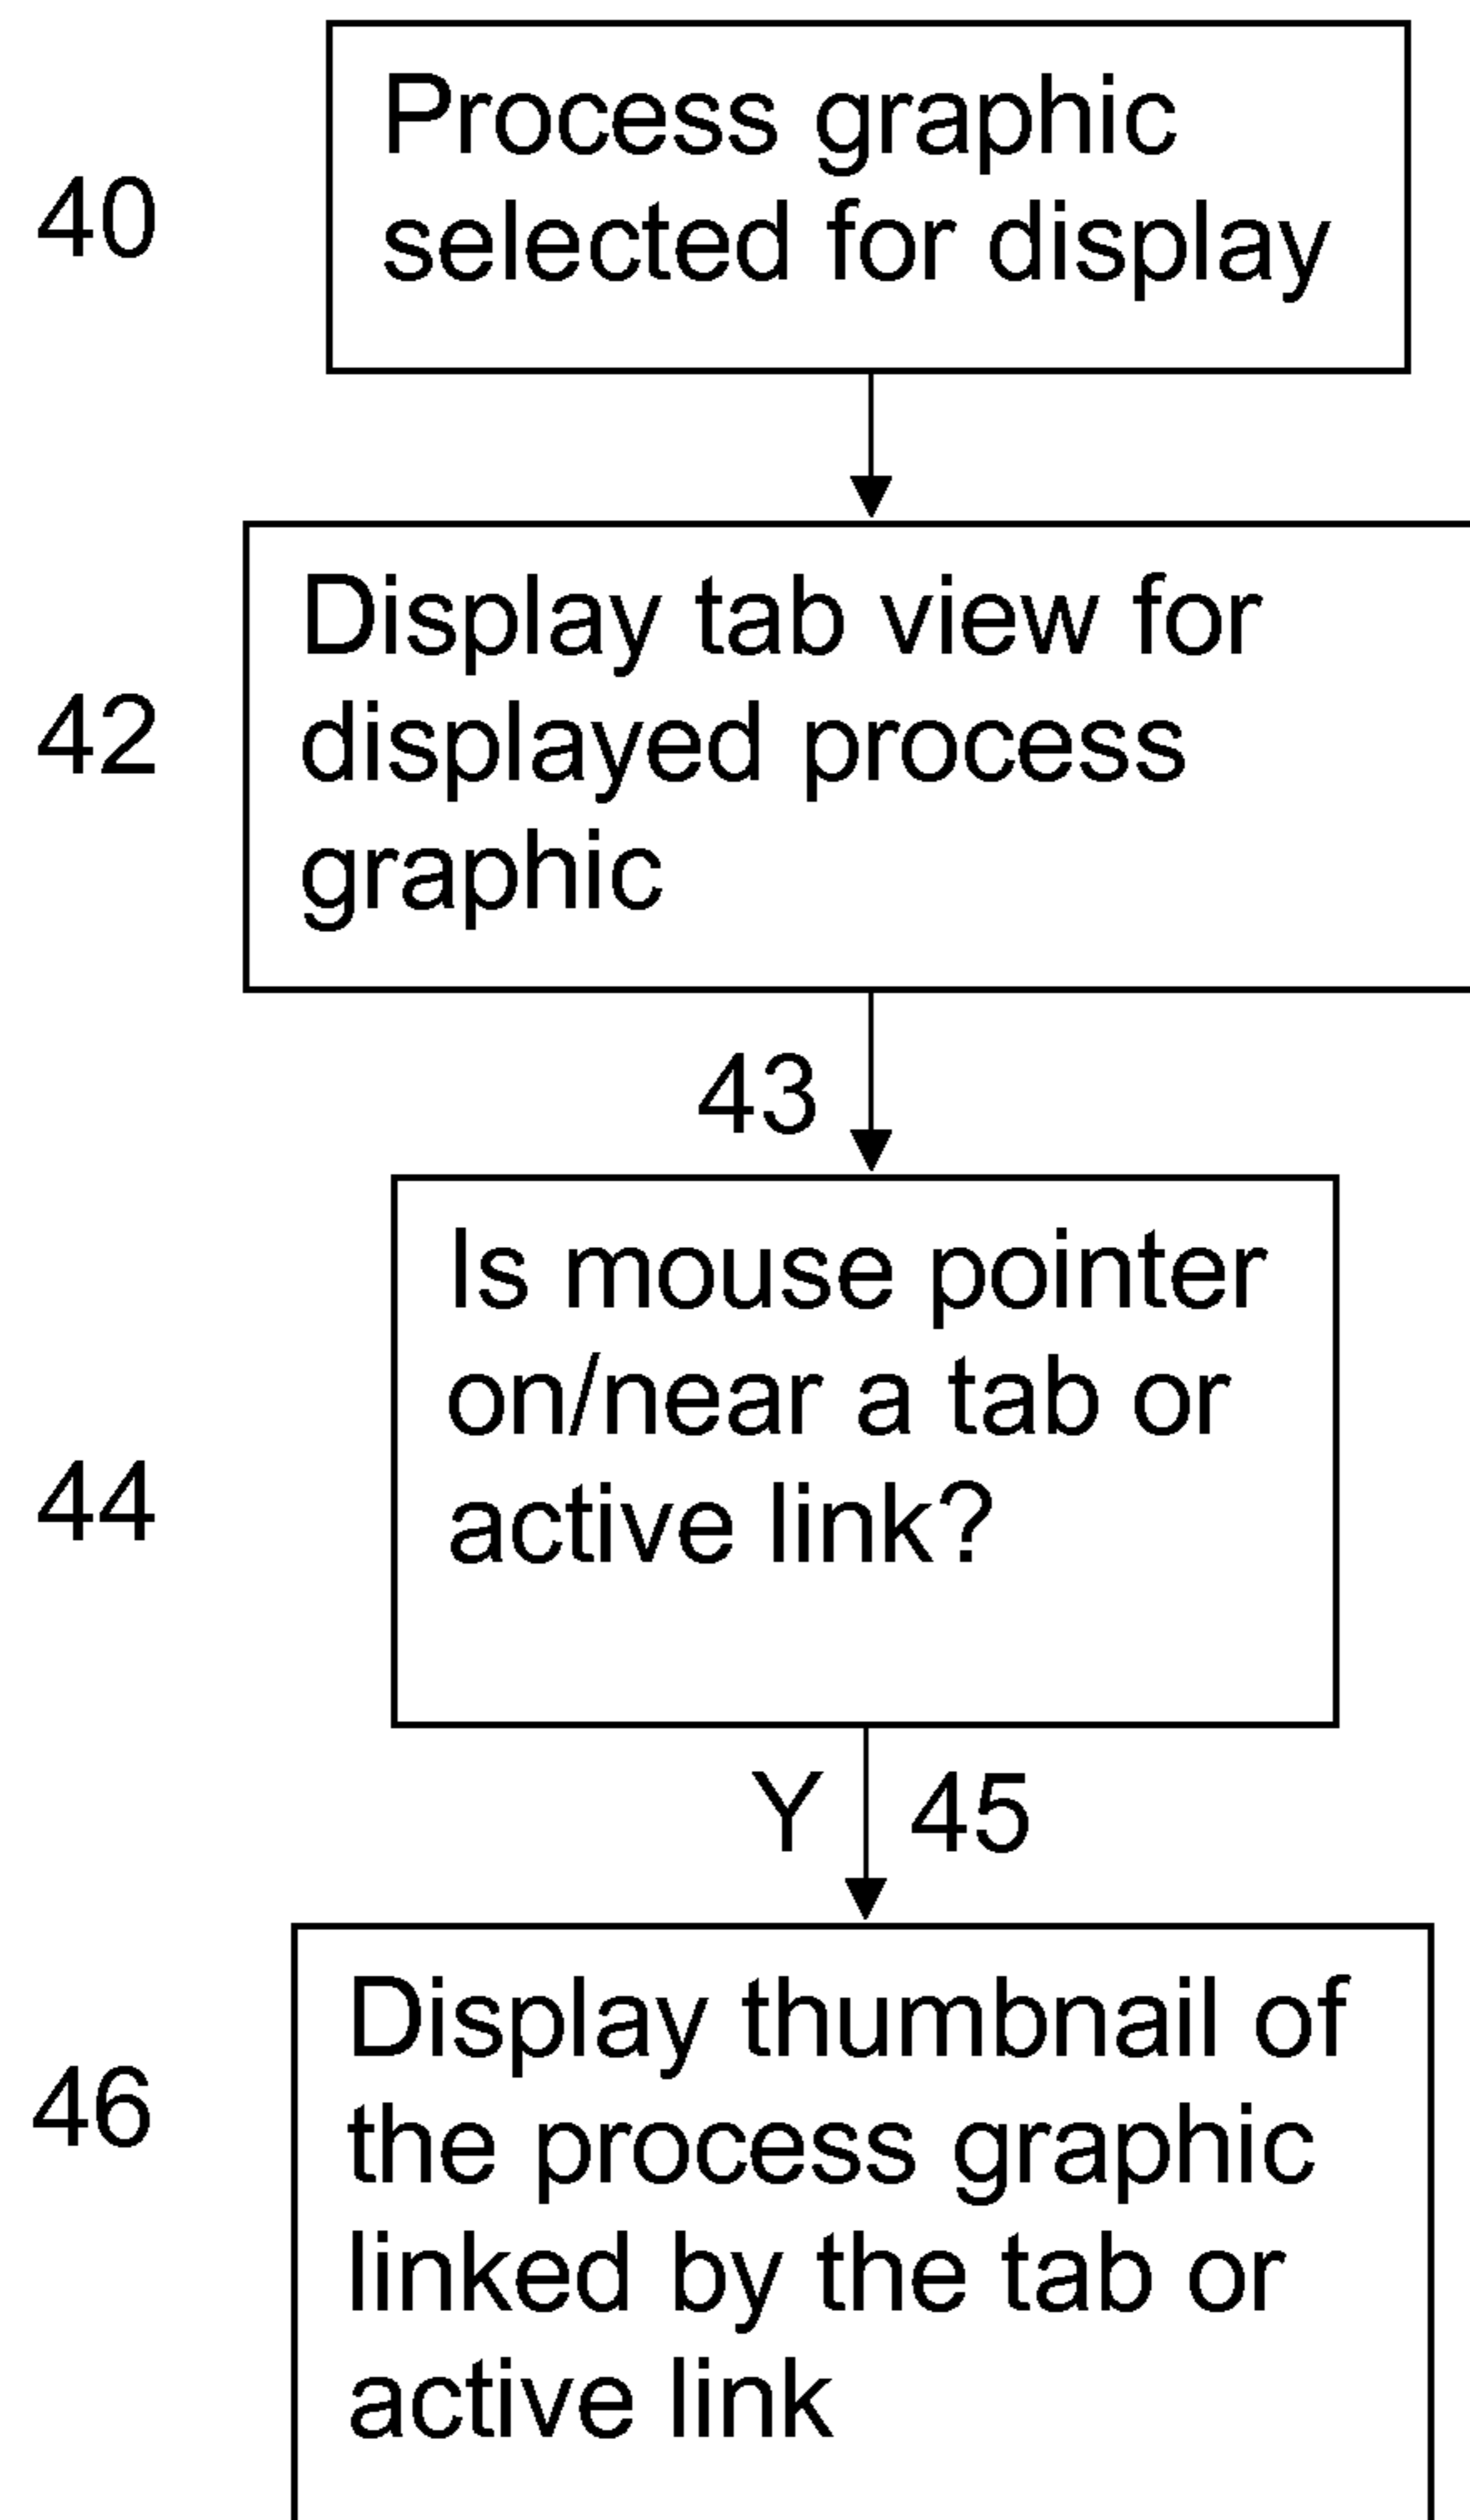 Process graphic
40
selected for display
Display tab view for
42
displayed process
graphic
43
Is mouse pointer
on/near a tab or
44
active link?
Y 45
Display thumbnail of
46
the process graphic
linked by the tab or
active link